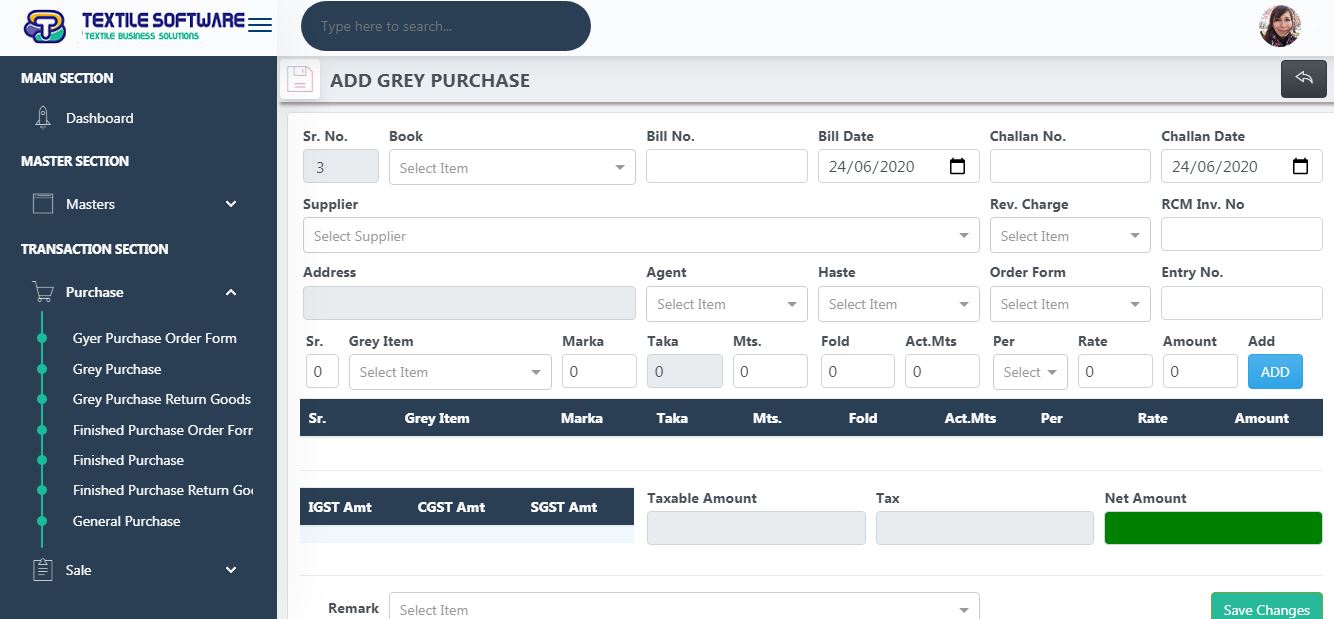 TEXTILE SOFTWARE
TEXTILE BUSINESS SOLUTIONS
Type here to search...
MAIN SECTION
Dashboard
MASTER SECTION
Masters
TRANSACTION SECTION
Purchase
Gyer Purchase Order Form
Grey Purchase
Grey Purchase Return Goods
Finished Purchase Order Forr
Finished Purchase
Finished Purchase Return Goo
General Purchase
Sale
ADD GREY PURCHASE
Sr. No. Book Bill No. Bill Date Challan No. Challan Date
3 Select Item 24/06/2020 24/06/2020
Supplier Rev. Charge RCM Inv. No
Select Supplier Select Item
Address Agent Haste Order Form Entry No.
Select Item Select Item Select Item
Sr. Grey Item Marka Taka Mts. Fold Act.Mts Per Rate Amount Add
0 Select Item 0 0 0 0 0 Select 0 0 ADD
Sr. Grey Item Marka Taka Mts. Fold Act.Mts Per Rate Amount
IGST Amt CGST Amt SGST Amt Taxable Amount Tax Net Amount
Remark Select Item Save Changes